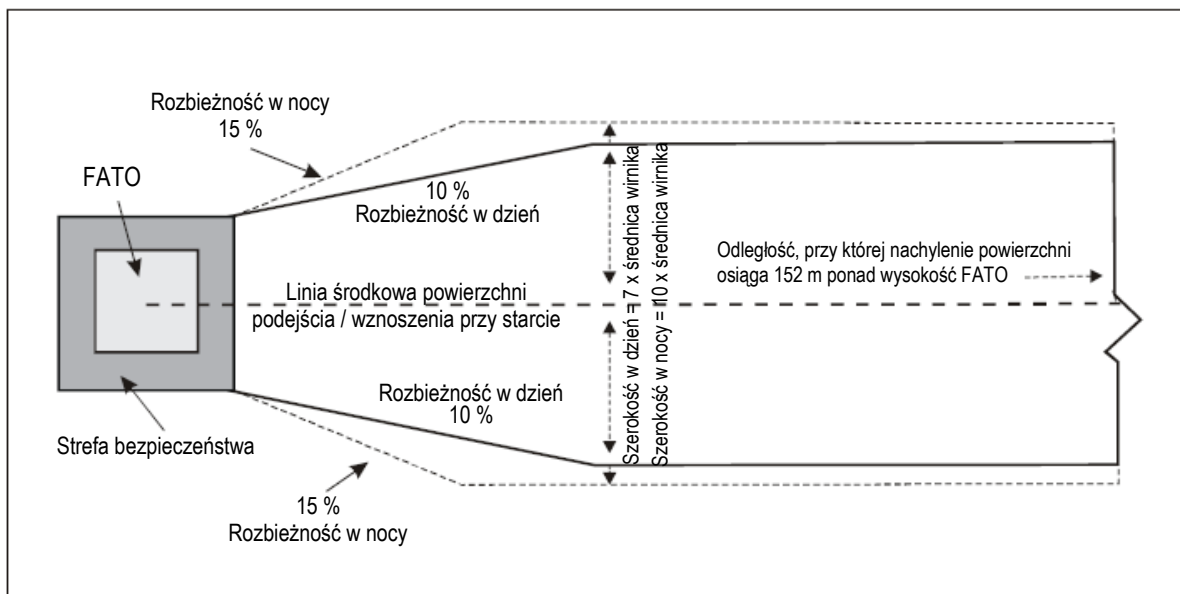 Rozbieżność w nocy
15 %
FATO
10 %
Rozbieżność w dzień
Odległość, przy której nachylenie powierzchni
osiąga 152 m ponad wysokość FATO
Linia środkowa powierzchni
podejścia / wznoszenia przy starcie
Szerokość w dzień = 7 x średnica wirnika
Szerokość w nocy = 10 x średnica wirnika
Rozbieżność w dzień
10 %
Strefa bezpieczeństwa
15 %
Rozbieżność w nocy